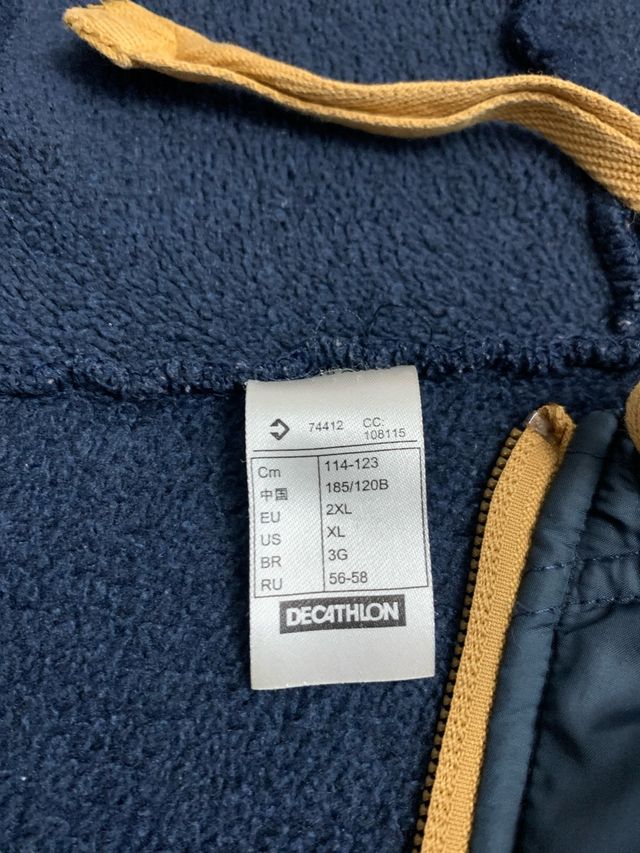 74412 CC:
108115
Cm 114-123
中国 185/120B
EU 2XL
US XL
BR 3G
RU 56-58
DECATHLON